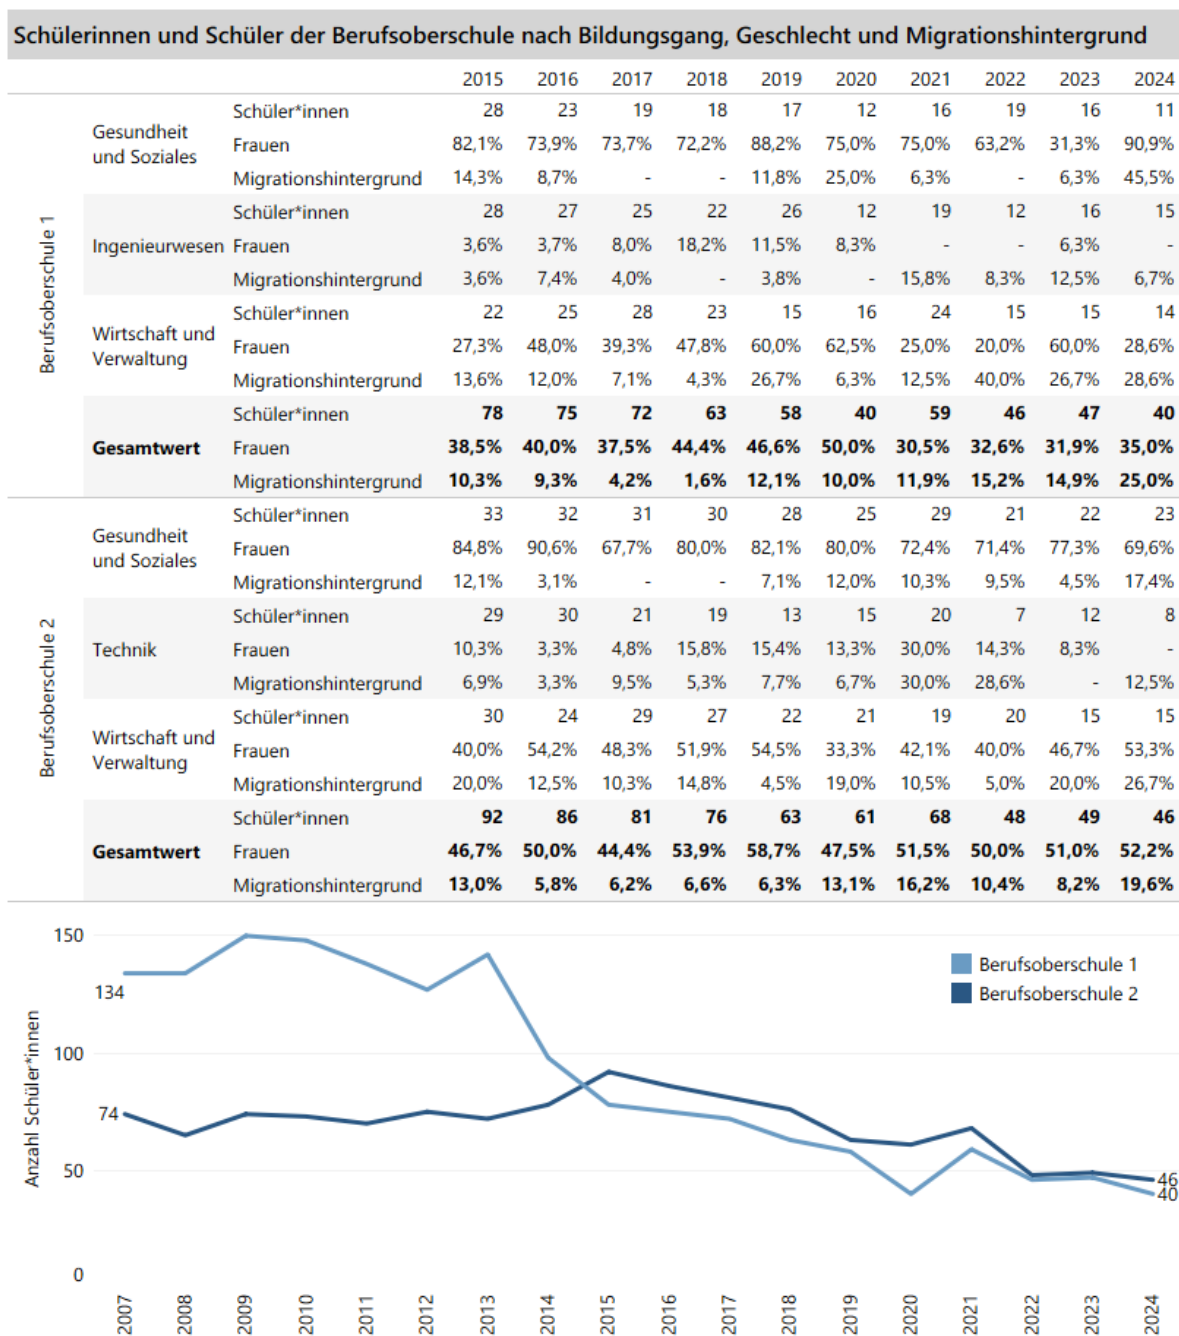 Schülerinnen und Schüler der Berufsoberschule nach Bildungsgang, Geschlecht und Migrationshintergrund
2015 2016 2017 2018 2019 2020 2021 2022 2023 2024
Berufsoberschule 1
Gesundheit und Soziales
Schüler*innen 28 23 19 18 17 12 16 19 16 11
Frauen 82,1% 73,9% 73,7% 72,2% 88,2% 75,0% 75,0% 63,2% 31,3% 90,9%
Migrationshintergrund 14,3% 8,7% - - 11,8% 25,0% 6,3% - 6,3% 45,5%
Ingenieurwesen
Schüler*innen 28 27 25 22 26 12 19 12 16 15
Frauen 3,6% 3,7% 8,0% 18,2% 11,5% 8,3% - - 6,3% -
Migrationshintergrund 3,6% 7,4% 4,0% - 3,8% - 15,8% 8,3% 12,5% 6,7%
Wirtschaft und Verwaltung
Schüler*innen 22 25 28 23 15 16 24 15 15 14
Frauen 27,3% 48,0% 39,3% 47,8% 60,0% 62,5% 25,0% 20,0% 60,0% 28,6%
Migrationshintergrund 13,6% 12,0% 7,1% 4,3% 26,7% 6,3% 12,5% 40,0% 26,7% 28,6%
Gesamtwert
Schüler*innen 78 75 72 63 58 40 59 46 47 40
Frauen 38,5% 40,0% 37,5% 44,4% 46,6% 50,0% 30,5% 32,6% 31,9% 35,0%
Migrationshintergrund 10,3% 9,3% 4,2% 1,6% 12,1% 10,0% 11,9% 15,2% 14,9% 25,0%
Berufsoberschule 2
Gesundheit und Soziales
Schüler*innen 33 32 31 30 28 25 29 21 22 23
Frauen 84,8% 90,6% 67,7% 80,0% 82,1% 80,0% 72,4% 71,4% 77,3% 69,6%
Migrationshintergrund 12,1% 3,1% - - 7,1% 12,0% 10,3% 9,5% 4,5% 17,4%
Technik
Schüler*innen 29 30 21 19 13 15 20 7 12 8
Frauen 10,3% 3,3% 4,8% 15,8% 15,4% 13,3% 30,0% 14,3% 8,3% -
Migrationshintergrund 6,9% 3,3% 9,5% 5,3% 7,7% 6,7% 30,0% 28,6% - 12,5%
Wirtschaft und Verwaltung
Schüler*innen 30 24 29 27 22 21 19 20 15 15
Frauen 40,0% 54,2% 48,3% 51,9% 54,5% 33,3% 42,1% 40,0% 46,7% 53,3%
Migrationshintergrund 20,0% 12,5% 10,3% 14,8% 4,5% 19,0% 10,5% 5,0% 20,0% 26,7%
Gesamtwert
Schüler*innen 92 86 81 76 63 61 68 48 49 46
Frauen 46,7% 50,0% 44,4% 53,9% 58,7% 47,5% 51,5% 50,0% 51,0% 52,2%
Migrationshintergrund 13,0% 5,8% 6,2% 6,6% 6,3% 13,1% 16,2% 10,4% 8,2% 19,6%
Anzahl Schüler*innen
150
100
50
0
134
74
46
40
Berufsoberschule 1
Berufsoberschule 2
2007 2008 2009 2010 2011 2012 2013 2014 2015 2016 2017 2018 2019 2020 2021 2022 2023 2024